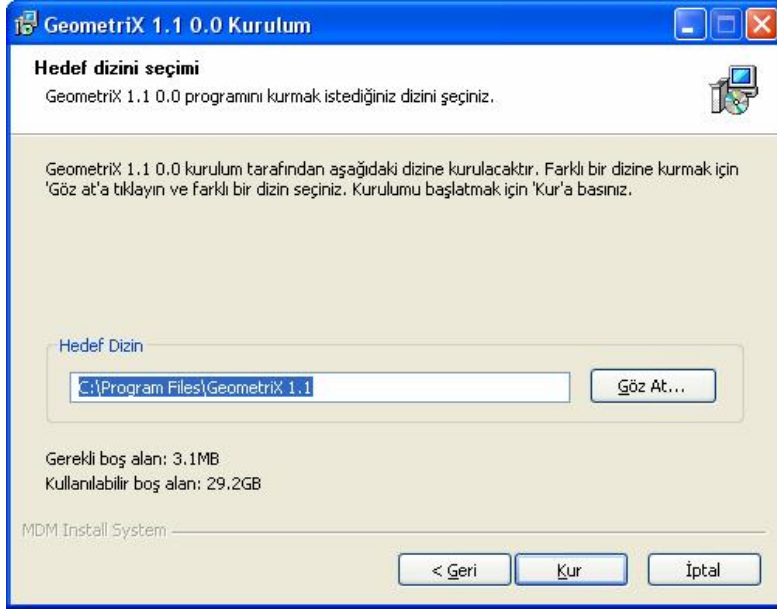 GeometriX 1.1 0.0 Kurulum
Hedef dizini seçimi
GeometriX 1.1 0.0 programını kurmak istediğiniz dizini seçiniz.
GeometriX 1.1 0.0 kurulum tarafından aşağıdaki dizine kurulacaktır. Farklı bir dizine kurmak için
'Göz at'a tıklayın ve farklı bir dizin seçiniz. Kurulumu başlatmak için 'Kur'a basınız.
Hedef Dizin
C:\Program Files\GeometriX 1.1
Göz At...
Gerekli boş alan: 3.1MB
Kullanılabilir boş alan: 29.2GB
MDM Install System
< Geri
Kur
İptal